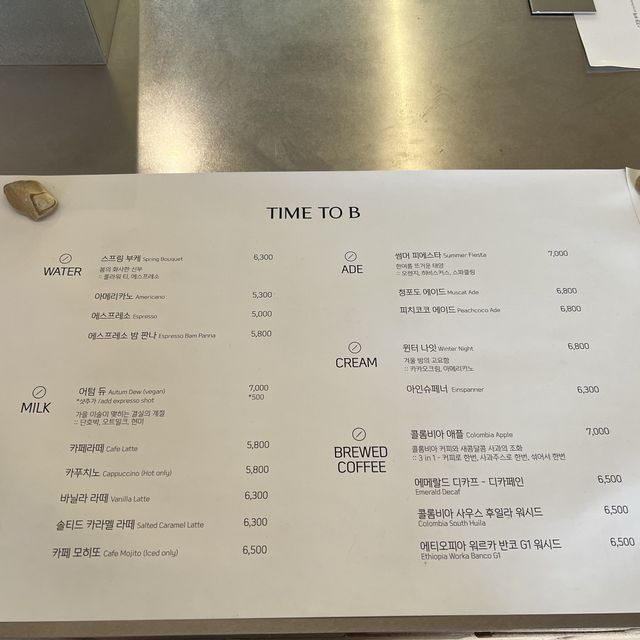 TIME TO B
WATER
스프링 부케 Spring Bouquet 6,300
봄의 화사한 신부
:: 플라워 티, 에스프레소
아메리카노 Americano 5,300
에스프레소 Espresso 5,000
에스프레소 밤 판나 Espresso Bam Panna 5,800
MILK
어텀 듀 Autum Dew (vegan) 7,000
*샷추가 /add expresso shot *500
가을 이슬이 맺히는 결실의 계절
:: 단호박, 오트밀크, 현미
카페라떼 Cafe Latte 5,800
카푸치노 Cappuccino (Hot only) 5,800
바닐라 라떼 Vanilla Latte 6,300
솔티드 카라멜 라떼 Salted Caramel Latte 6,300
카페 모히또 Cafe Mojito (Iced only) 6,500
ADE
썸머 피에스타 Summer Fiesta 7,000
한여름 뜨거운 태양
:: 오렌지, 히비스커스, 스파클링
청포도 에이드 Muscat Ade 6,800
피치코코 에이드 Peachcoco Ade 6,800
CREAM
윈터 나잇 Winter Night 6,800
겨울 밤의 고요함
:: 카카오크림, 아메리카노
아인슈페너 Einspanner 6,300
BREWED
COFFEE
콜롬비아 애플 Colombia Apple 7,000
콜롬비아 커피와 새콤달콤 사과의 조화
:: 3 in 1 - 커피로 한번, 사과주스로 한번, 섞어서 한번
에메랄드 디카프 - 디카페인 6,500
Emerald Decaf
콜롬비아 사우스 후일라 워시드 6,500
Colombia South Huila
에티오피아 워르카 반코 G1 워시드 6,500
Ethiopia Worka Banco G1